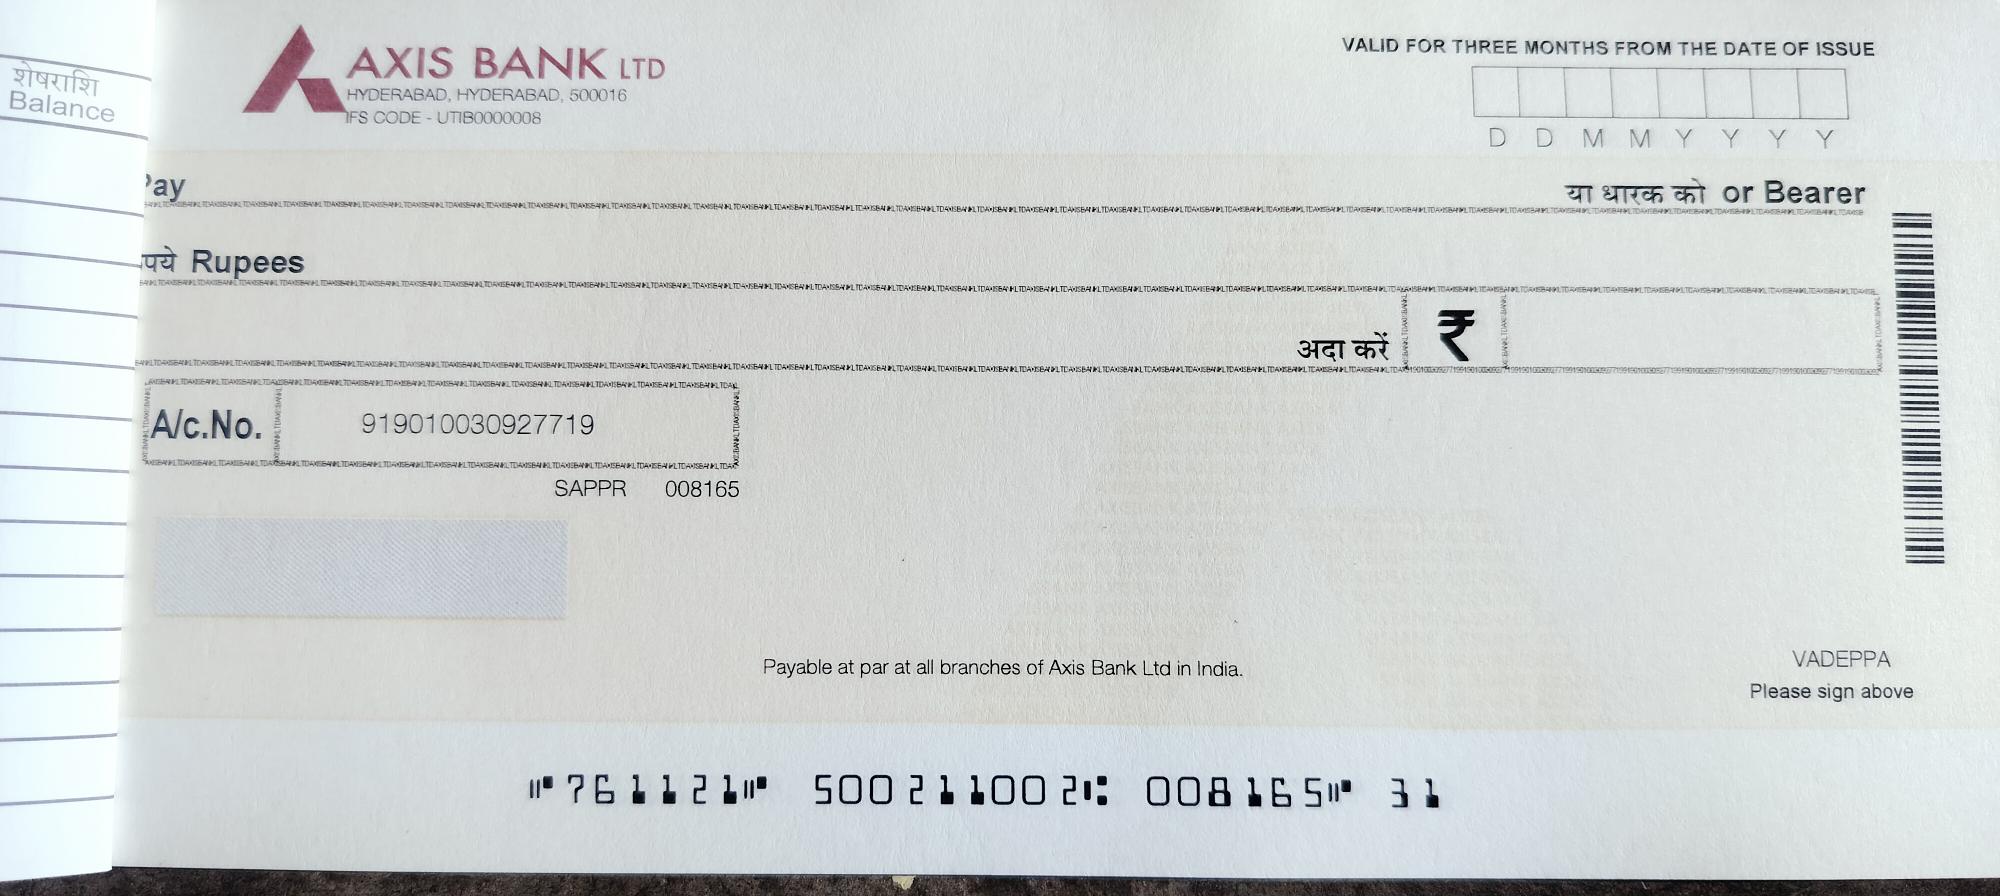 शेषराशि
Balance
AXIS BANK LTD
HYDERABAD, HYDERABAD, 500016
IFS CODE - UTIB0000008
VALID FOR THREE MONTHS FROM THE DATE OF ISSUE
D D M M Y Y Y Y
Pay
या धारक को or Bearer
रुपये Rupees
अदा करें ₹
A/c.No. 919010030927719
SAPPR 008165
Payable at par at all branches of Axis Bank Ltd in India.
VADEPPA
Please sign above
⑈761121⑈ 500211002⑆ 008165⑈ 31